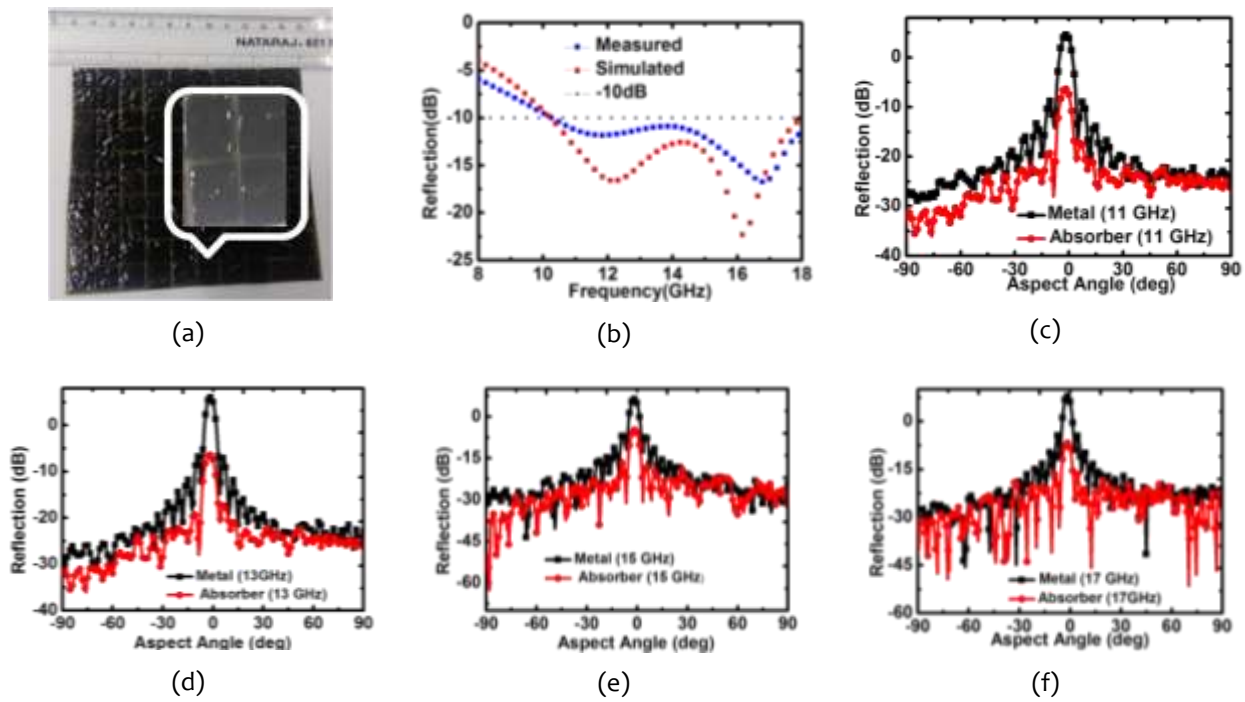 NATARAJ
Reflection(dB)
0
-5
-10
-15
-20
-25
Measured
Simulated
-10dB
8
10
12
14
16
18
Frequency(GHz)
Reflection (dB)
0
-10
-20
-30
-40
Metal (11 GHz)
Absorber (11 GHz)
-90
-60
-30
0
30
60
90
Aspect Angle (deg)
(a)
(b)
(c)
Reflection (dB)
0
-10
-20
-30
-40
Metal (13GHz)
Absorber (13 GHz)
-90
-60
-30
0
30
60
90
Aspect Angle (deg)
Reflection (dB)
0
-15
-30
-45
-60
Metal (15 GHz)
Absorber (15 GHz)
-90
-60
-30
0
30
60
90
Aspect Angle (deg)
Reflection (dB)
0
-15
-30
-45
-60
Metal (17 GHz)
Absorber (17GHz)
-90
-60
-30
0
30
60
90
Aspect Angle (deg)
(d)
(e)
(f)